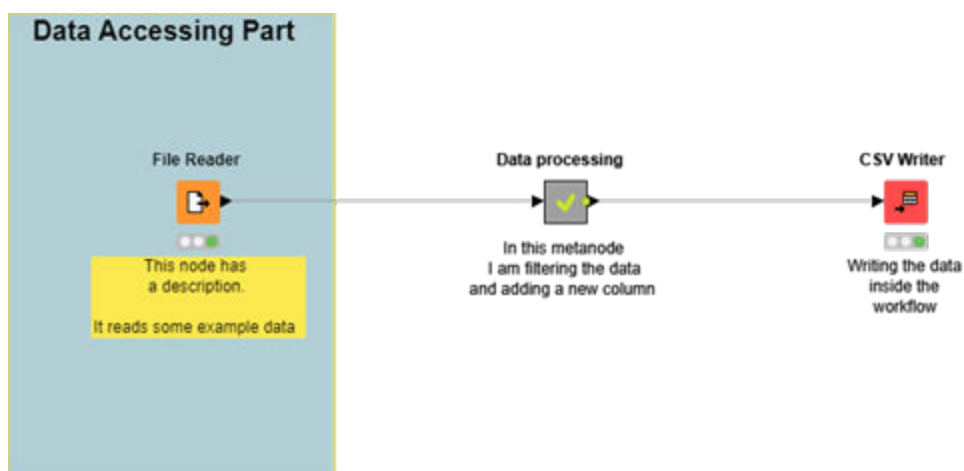 Data Accessing Part
File Reader
This node has
a description.
It reads some example data
Data processing
In this metanode
I am filtering the data
and adding a new column
CSV Writer
Writing the data
inside the
workflow